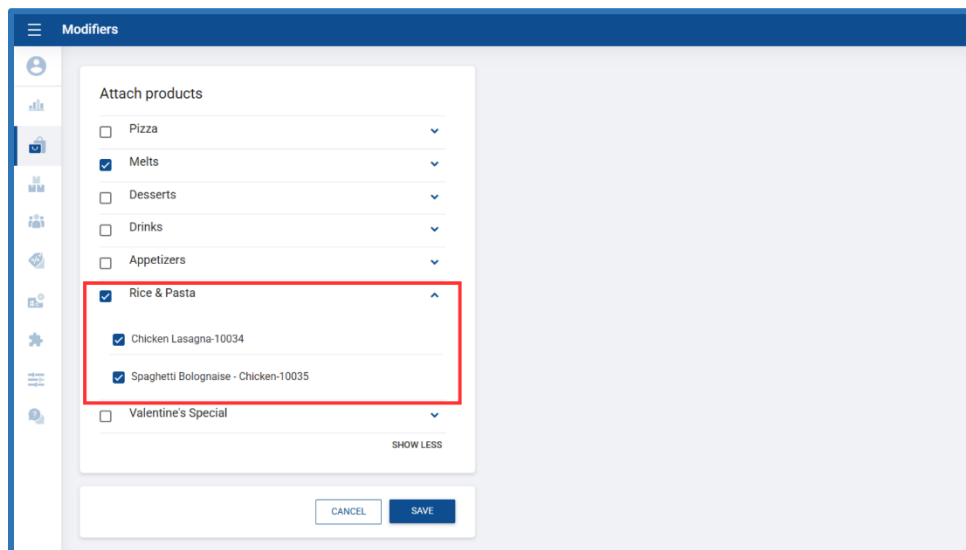 Modifiers
Attach products
Pizza
Melts
Desserts
Drinks
Appetizers
Rice & Pasta
Chicken Lasagna-10034
Spaghetti Bolognaise - Chicken-10035
Valentine's Special
SHOW LESS
CANCEL SAVE